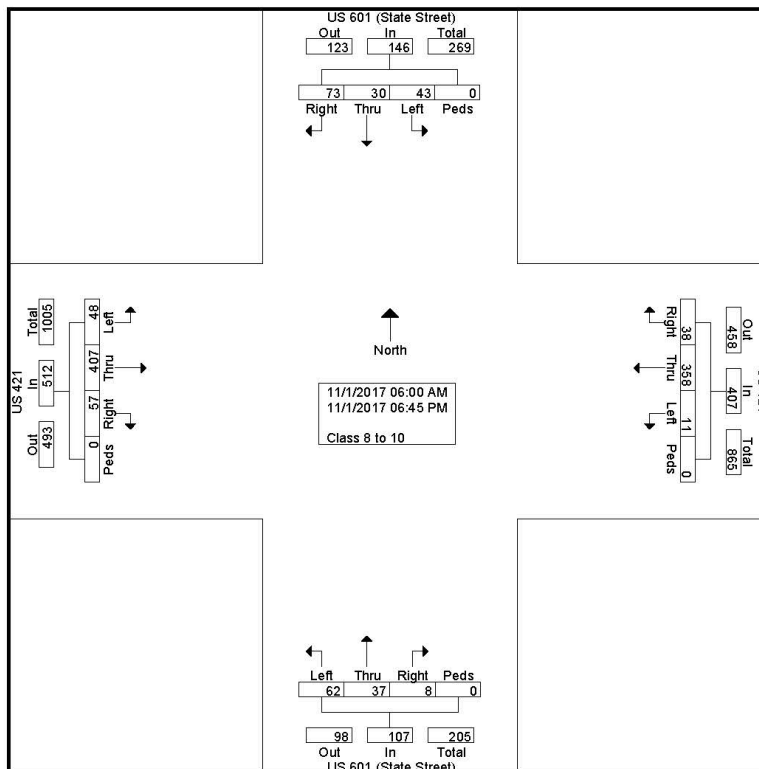 US 601 (State Street)
Out In Total
123 146 269
73 30 43 0
Right Thru Left Peds
US 421
Total In Out
1005 512 493
48 407 57 0
Left Thru Right Peds
North
11/1/2017 06:00 AM
11/1/2017 06:45 PM
Class 8 to 10
Right Thru Left Peds
38 358 11 0
458 407 865
Out In Total
Left Thru Right Peds
62 37 8 0
98 107 205
Out In Total
US 601 (State Street)